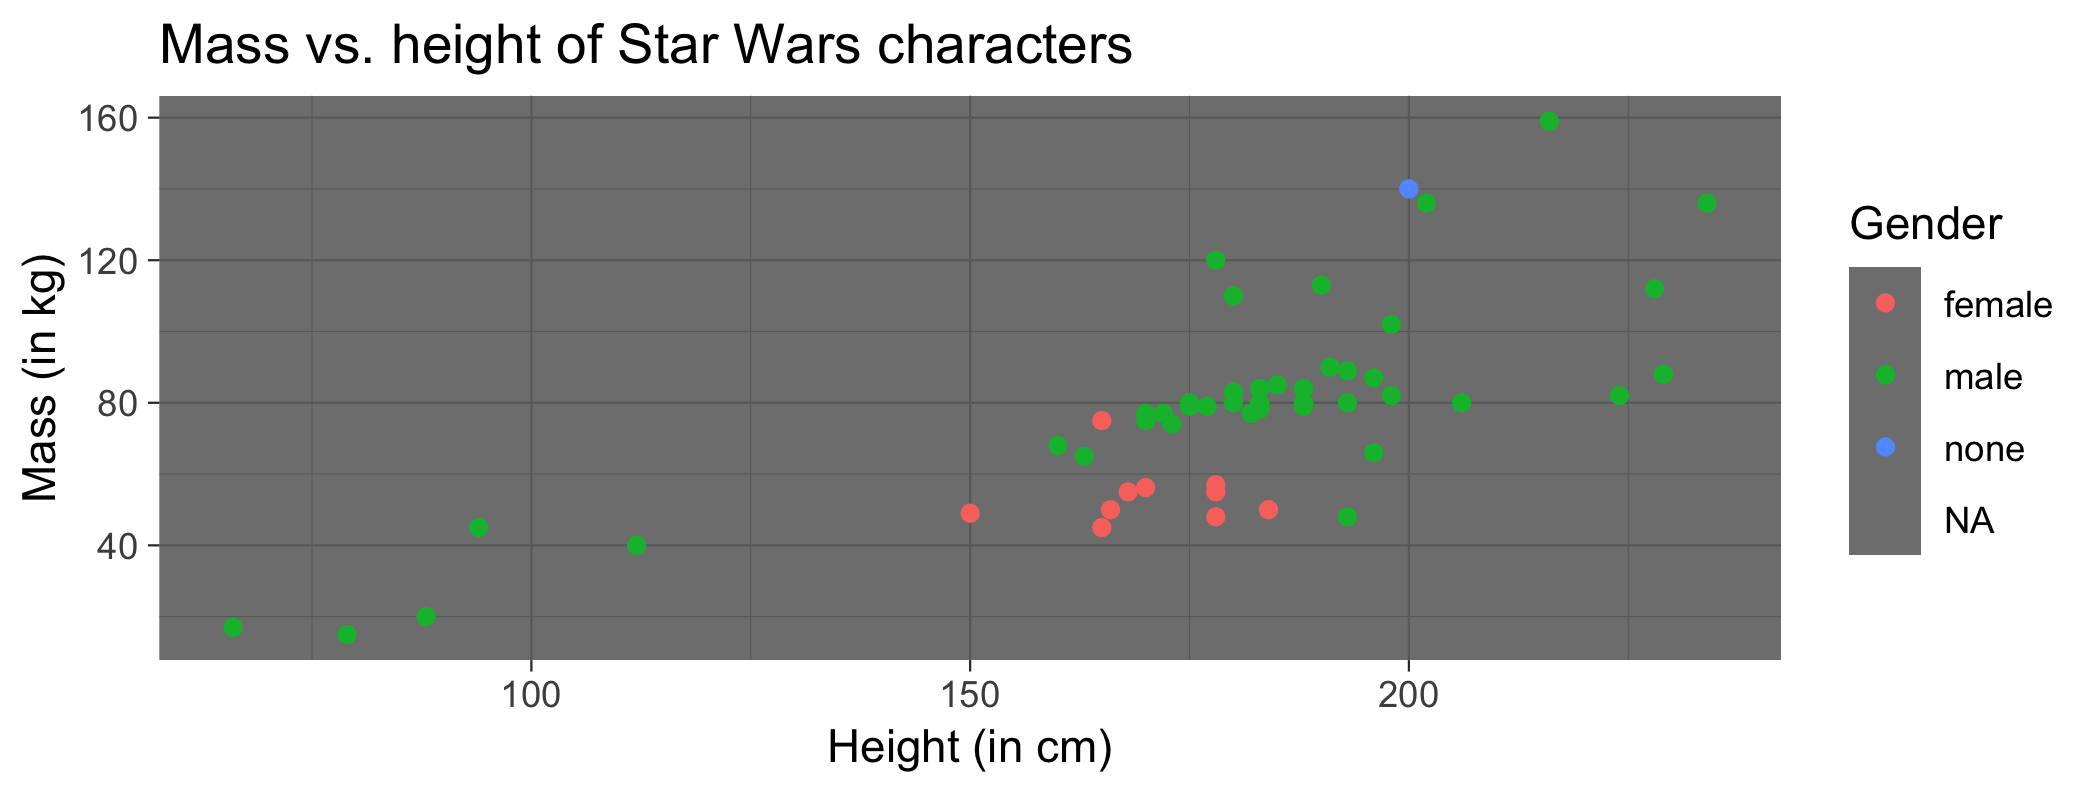 Mass vs. height of Star Wars characters
160
120
80
40
Mass (in kg)
100 150 200
Height (in cm)
Gender
female
male
none
NA